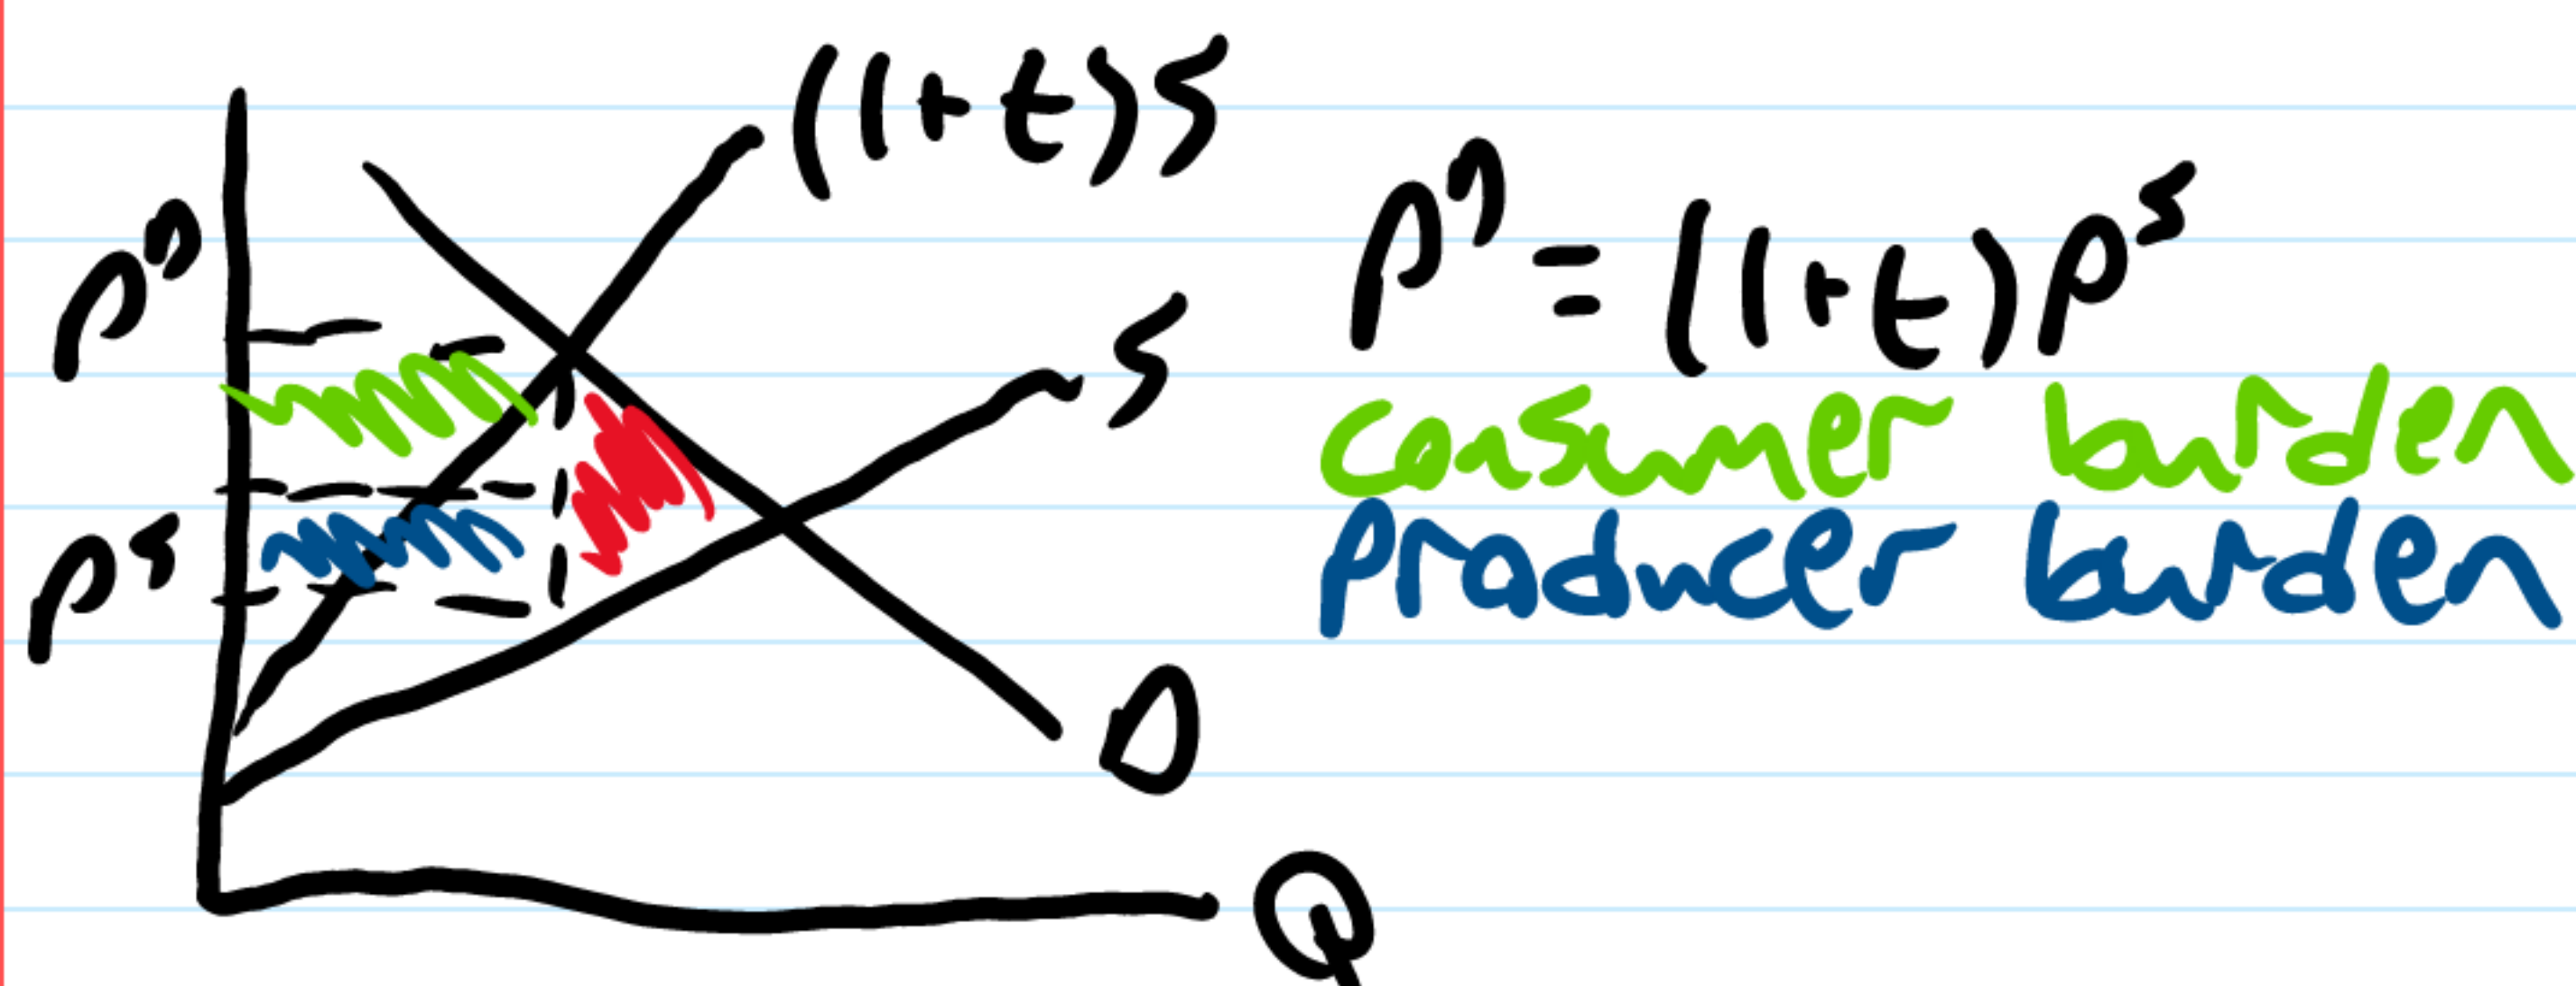 (1+t)S
P^D = (1+t)P^S
P^D
S
consumer burden
P^S
producer burden
D
Q